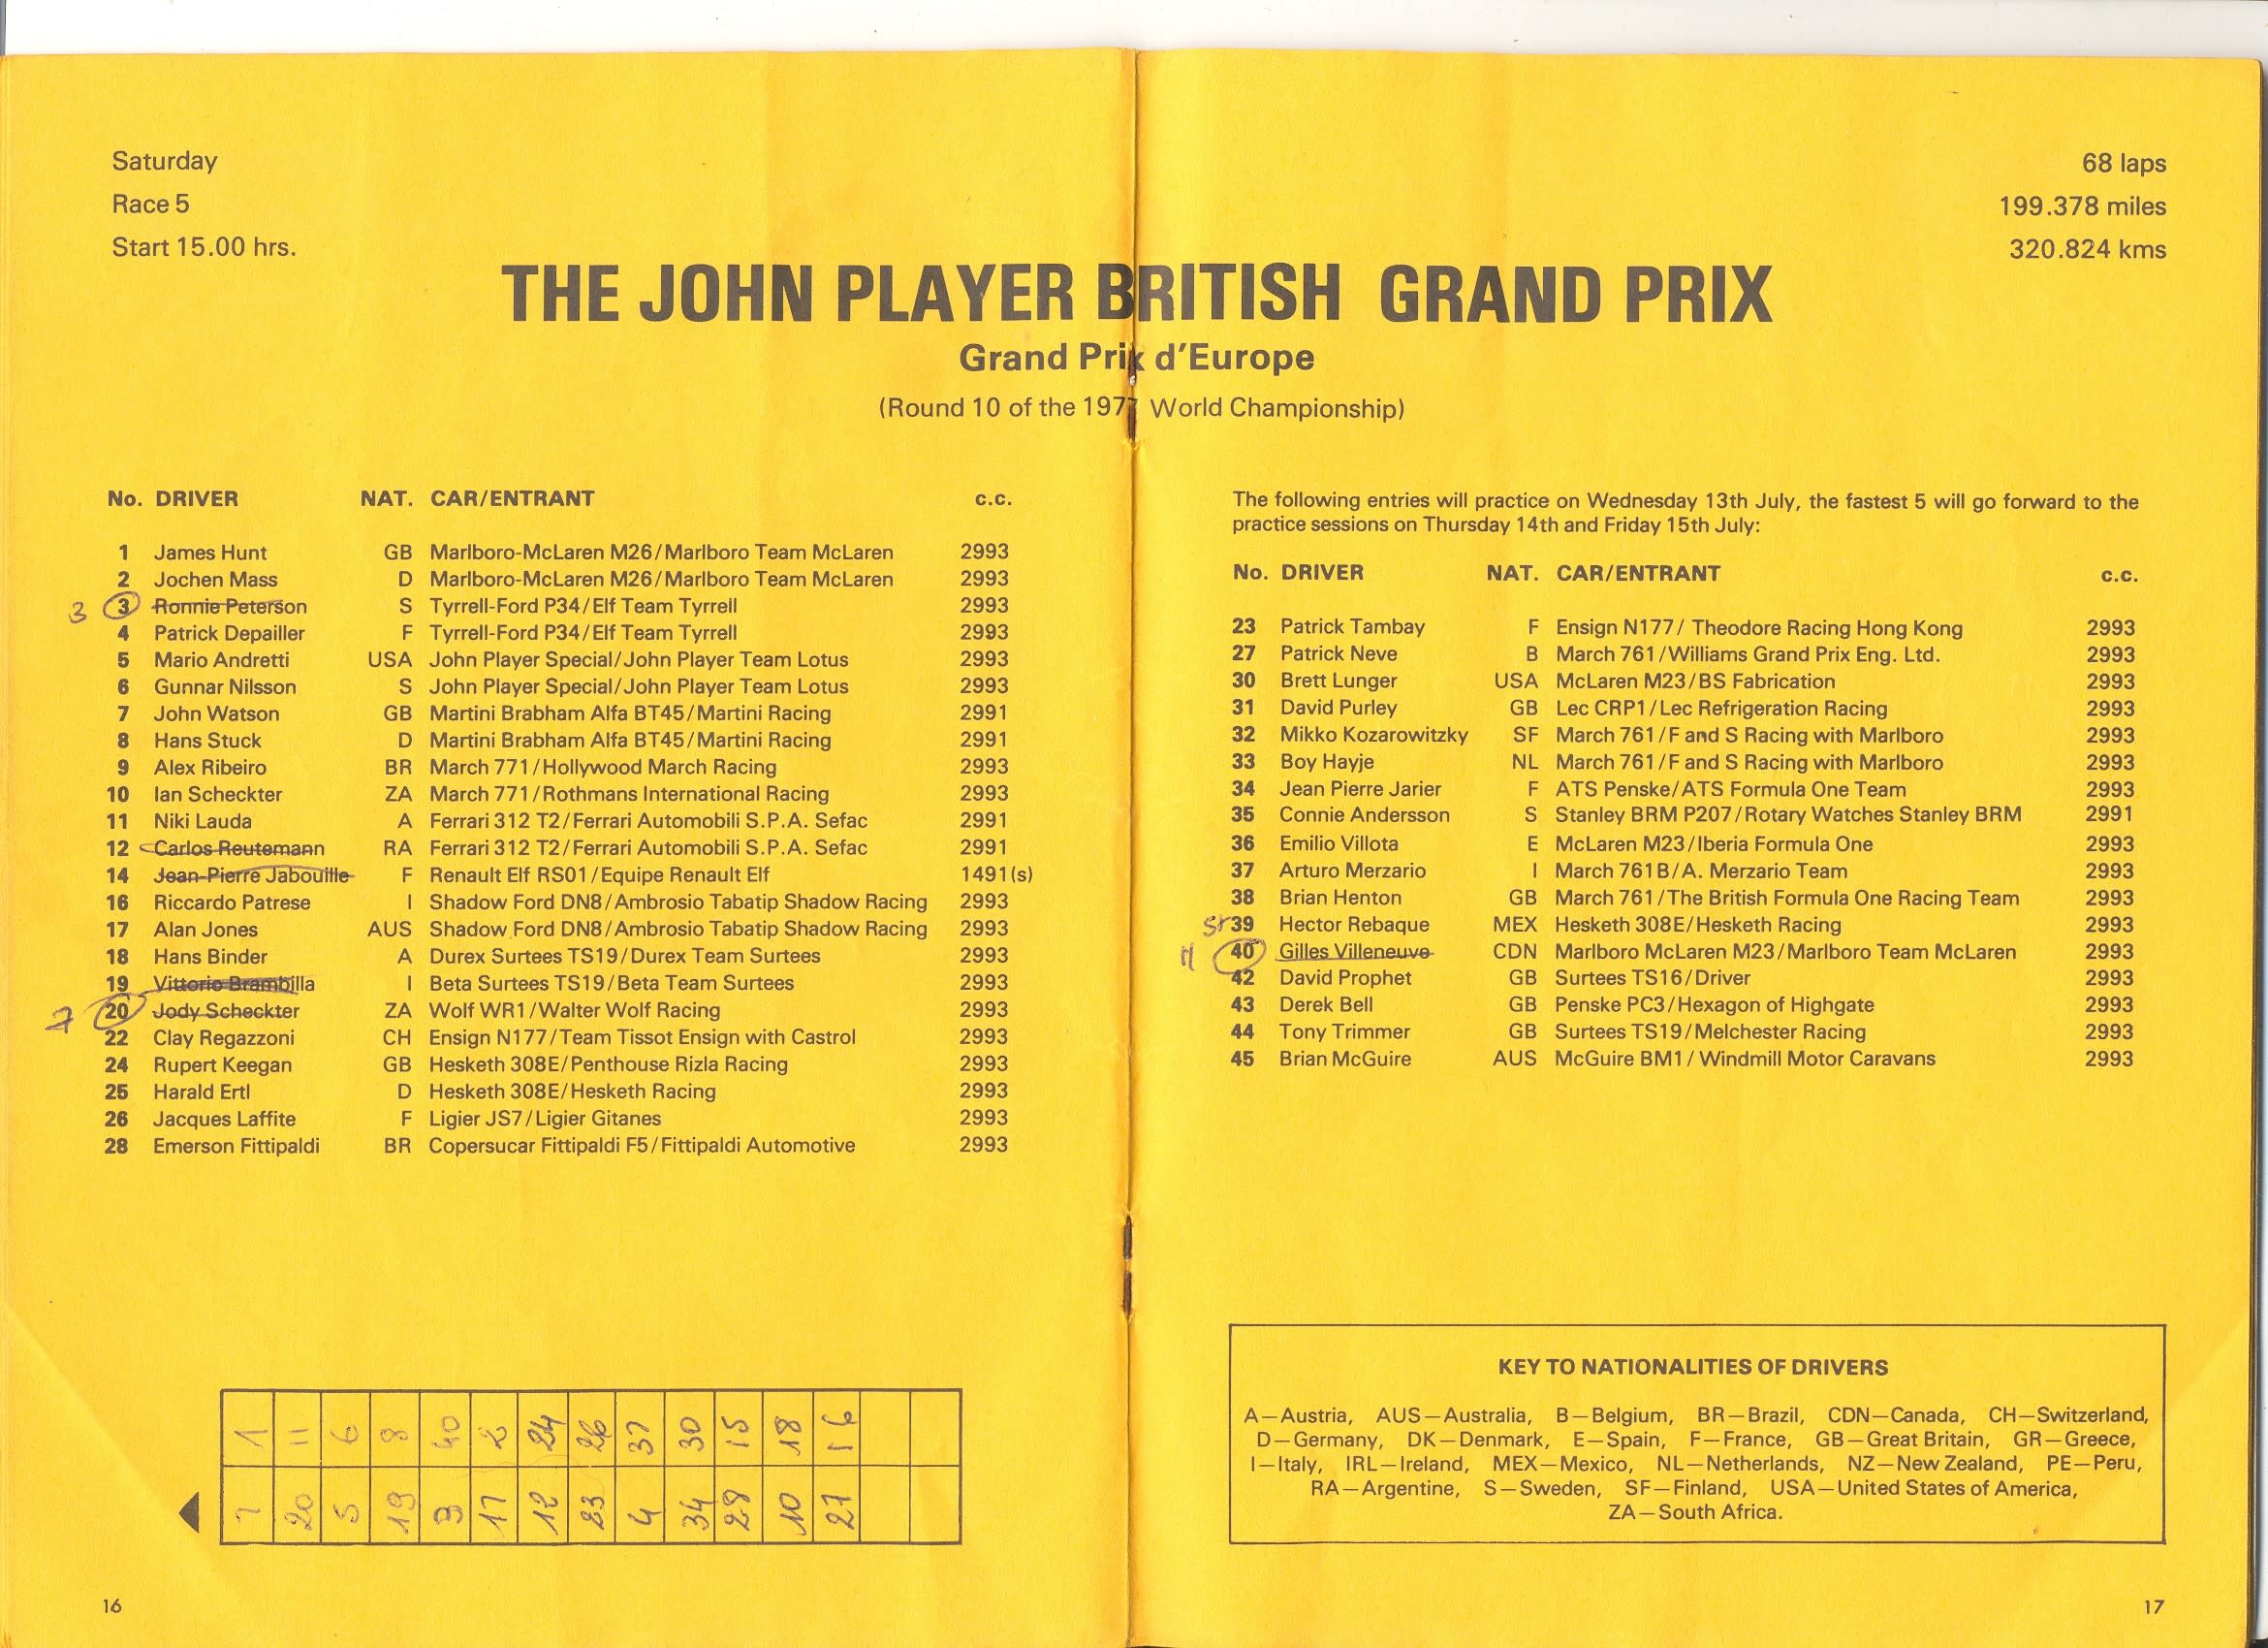 Saturday
Race 5
Start 15.00 hrs.
68 laps
199.378 miles
320.824 kms
THE JOHN PLAYER BRITISH GRAND PRIX
Grand Prix d'Europe
(Round 10 of the 1977 World Championship)
No. DRIVER NAT. CAR/ENTRANT c.c.
1 James Hunt GB Marlboro-McLaren M26/Marlboro Team McLaren 2993
2 Jochen Mass D Marlboro-McLaren M26/Marlboro Team McLaren 2993
3 3 Ronnie Peterson S Tyrrell-Ford P34/Elf Team Tyrrell 2993
4 Patrick Depailler F Tyrrell-Ford P34/Elf Team Tyrrell 2993
5 Mario Andretti USA John Player Special/John Player Team Lotus 2993
6 Gunnar Nilsson S John Player Special/John Player Team Lotus 2993
7 John Watson GB Martini Brabham Alfa BT45/Martini Racing 2991
8 Hans Stuck D Martini Brabham Alfa BT45/Martini Racing 2991
9 Alex Ribeiro BR March 771/Hollywood March Racing 2993
10 Ian Scheckter ZA March 771/Rothmans International Racing 2993
11 Niki Lauda A Ferrari 312 T2/Ferrari Automobili S.P.A. Sefac 2991
12 Carlos Reutemann RA Ferrari 312 T2/Ferrari Automobili S.P.A. Sefac 2991
14 Jean-Pierre Jabouille F Renault Elf RS01/Equipe Renault Elf 1491(s)
16 Riccardo Patrese I Shadow Ford DN8/Ambrosio Tabatip Shadow Racing 2993
17 Alan Jones AUS Shadow Ford DN8/Ambrosio Tabatip Shadow Racing 2993
18 Hans Binder A Durex Surtees TS19/Durex Team Surtees 2993
19 Vittorio Brambilla I Beta Surtees TS19/Beta Team Surtees 2993
7 20 Jody Scheckter ZA Wolf WR1/Walter Wolf Racing 2993
22 Clay Regazzoni CH Ensign N177/Team Tissot Ensign with Castrol 2993
24 Rupert Keegan GB Hesketh 308E/Penthouse Rizla Racing 2993
25 Harald Ertl D Hesketh 308E/Hesketh Racing 2993
26 Jacques Laffite F Ligier JS7/Ligier Gitanes 2993
28 Emerson Fittipaldi BR Copersucar Fittipaldi F5/Fittipaldi Automotive 2993
1 11 6 8 40 2 24 26 37 30 15 18 16
7 20 5 19 3 17 12 23 4 34 28 10 27
16
The following entries will practice on Wednesday 13th July, the fastest 5 will go forward to the
practice sessions on Thursday 14th and Friday 15th July:
No. DRIVER NAT. CAR/ENTRANT c.c.
23 Patrick Tambay F Ensign N177/ Theodore Racing Hong Kong 2993
27 Patrick Neve B March 761/Williams Grand Prix Eng. Ltd. 2993
30 Brett Lunger USA McLaren M23/BS Fabrication 2993
31 David Purley GB Lec CRP1/Lec Refrigeration Racing 2993
32 Mikko Kozarowitzky SF March 761/F and S Racing with Marlboro 2993
33 Boy Hayje NL March 761/F and S Racing with Marlboro 2993
34 Jean Pierre Jarier F ATS Penske/ATS Formula One Team 2993
35 Connie Andersson S Stanley BRM P207/Rotary Watches Stanley BRM 2991
36 Emilio Villota E McLaren M23/Iberia Formula One 2993
37 Arturo Merzario I March 761B/A. Merzario Team 2993
38 Brian Henton GB March 761/The British Formula One Racing Team 2993
39 Hector Rebaque MEX Hesketh 308E/Hesketh Racing 2993
11 40 Gilles Villeneuve CDN Marlboro McLaren M23/Marlboro Team McLaren 2993
42 David Prophet GB Surtees TS16/Driver 2993
43 Derek Bell GB Penske PC3/Hexagon of Highgate 2993
44 Tony Trimmer GB Surtees TS19/Melchester Racing 2993
45 Brian McGuire AUS McGuire BM1/ Windmill Motor Caravans 2993
KEY TO NATIONALITIES OF DRIVERS
A—Austria, AUS—Australia, B—Belgium, BR—Brazil, CDN—Canada, CH—Switzerland,
D—Germany, DK—Denmark, E—Spain, F—France, GB—Great Britain, GR—Greece,
I—Italy, IRL—Ireland, MEX—Mexico, NL—Netherlands, NZ—New Zealand, PE—Peru,
RA—Argentine, S—Sweden, SF—Finland, USA—United States of America,
ZA—South Africa.
17